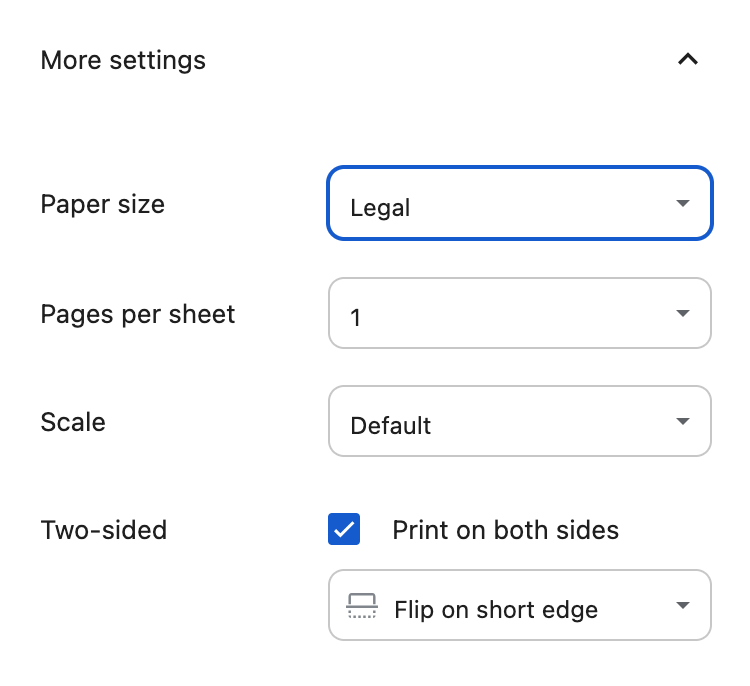 More settings
Paper size Legal
Pages per sheet 1
Scale Default
Two-sided Print on both sides
Flip on short edge